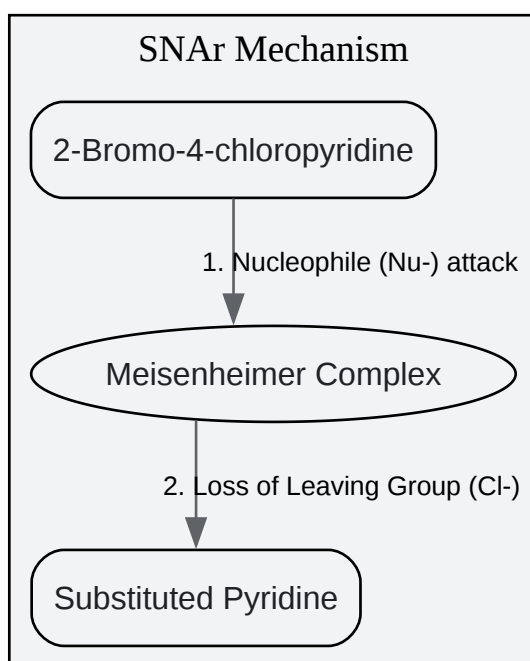 SNAr Mechanism
2-Bromo-4-chloropyridine
1. Nucleophile (Nu-) attack
Meisenheimer Complex
2. Loss of Leaving Group (Cl-)
Substituted Pyridine